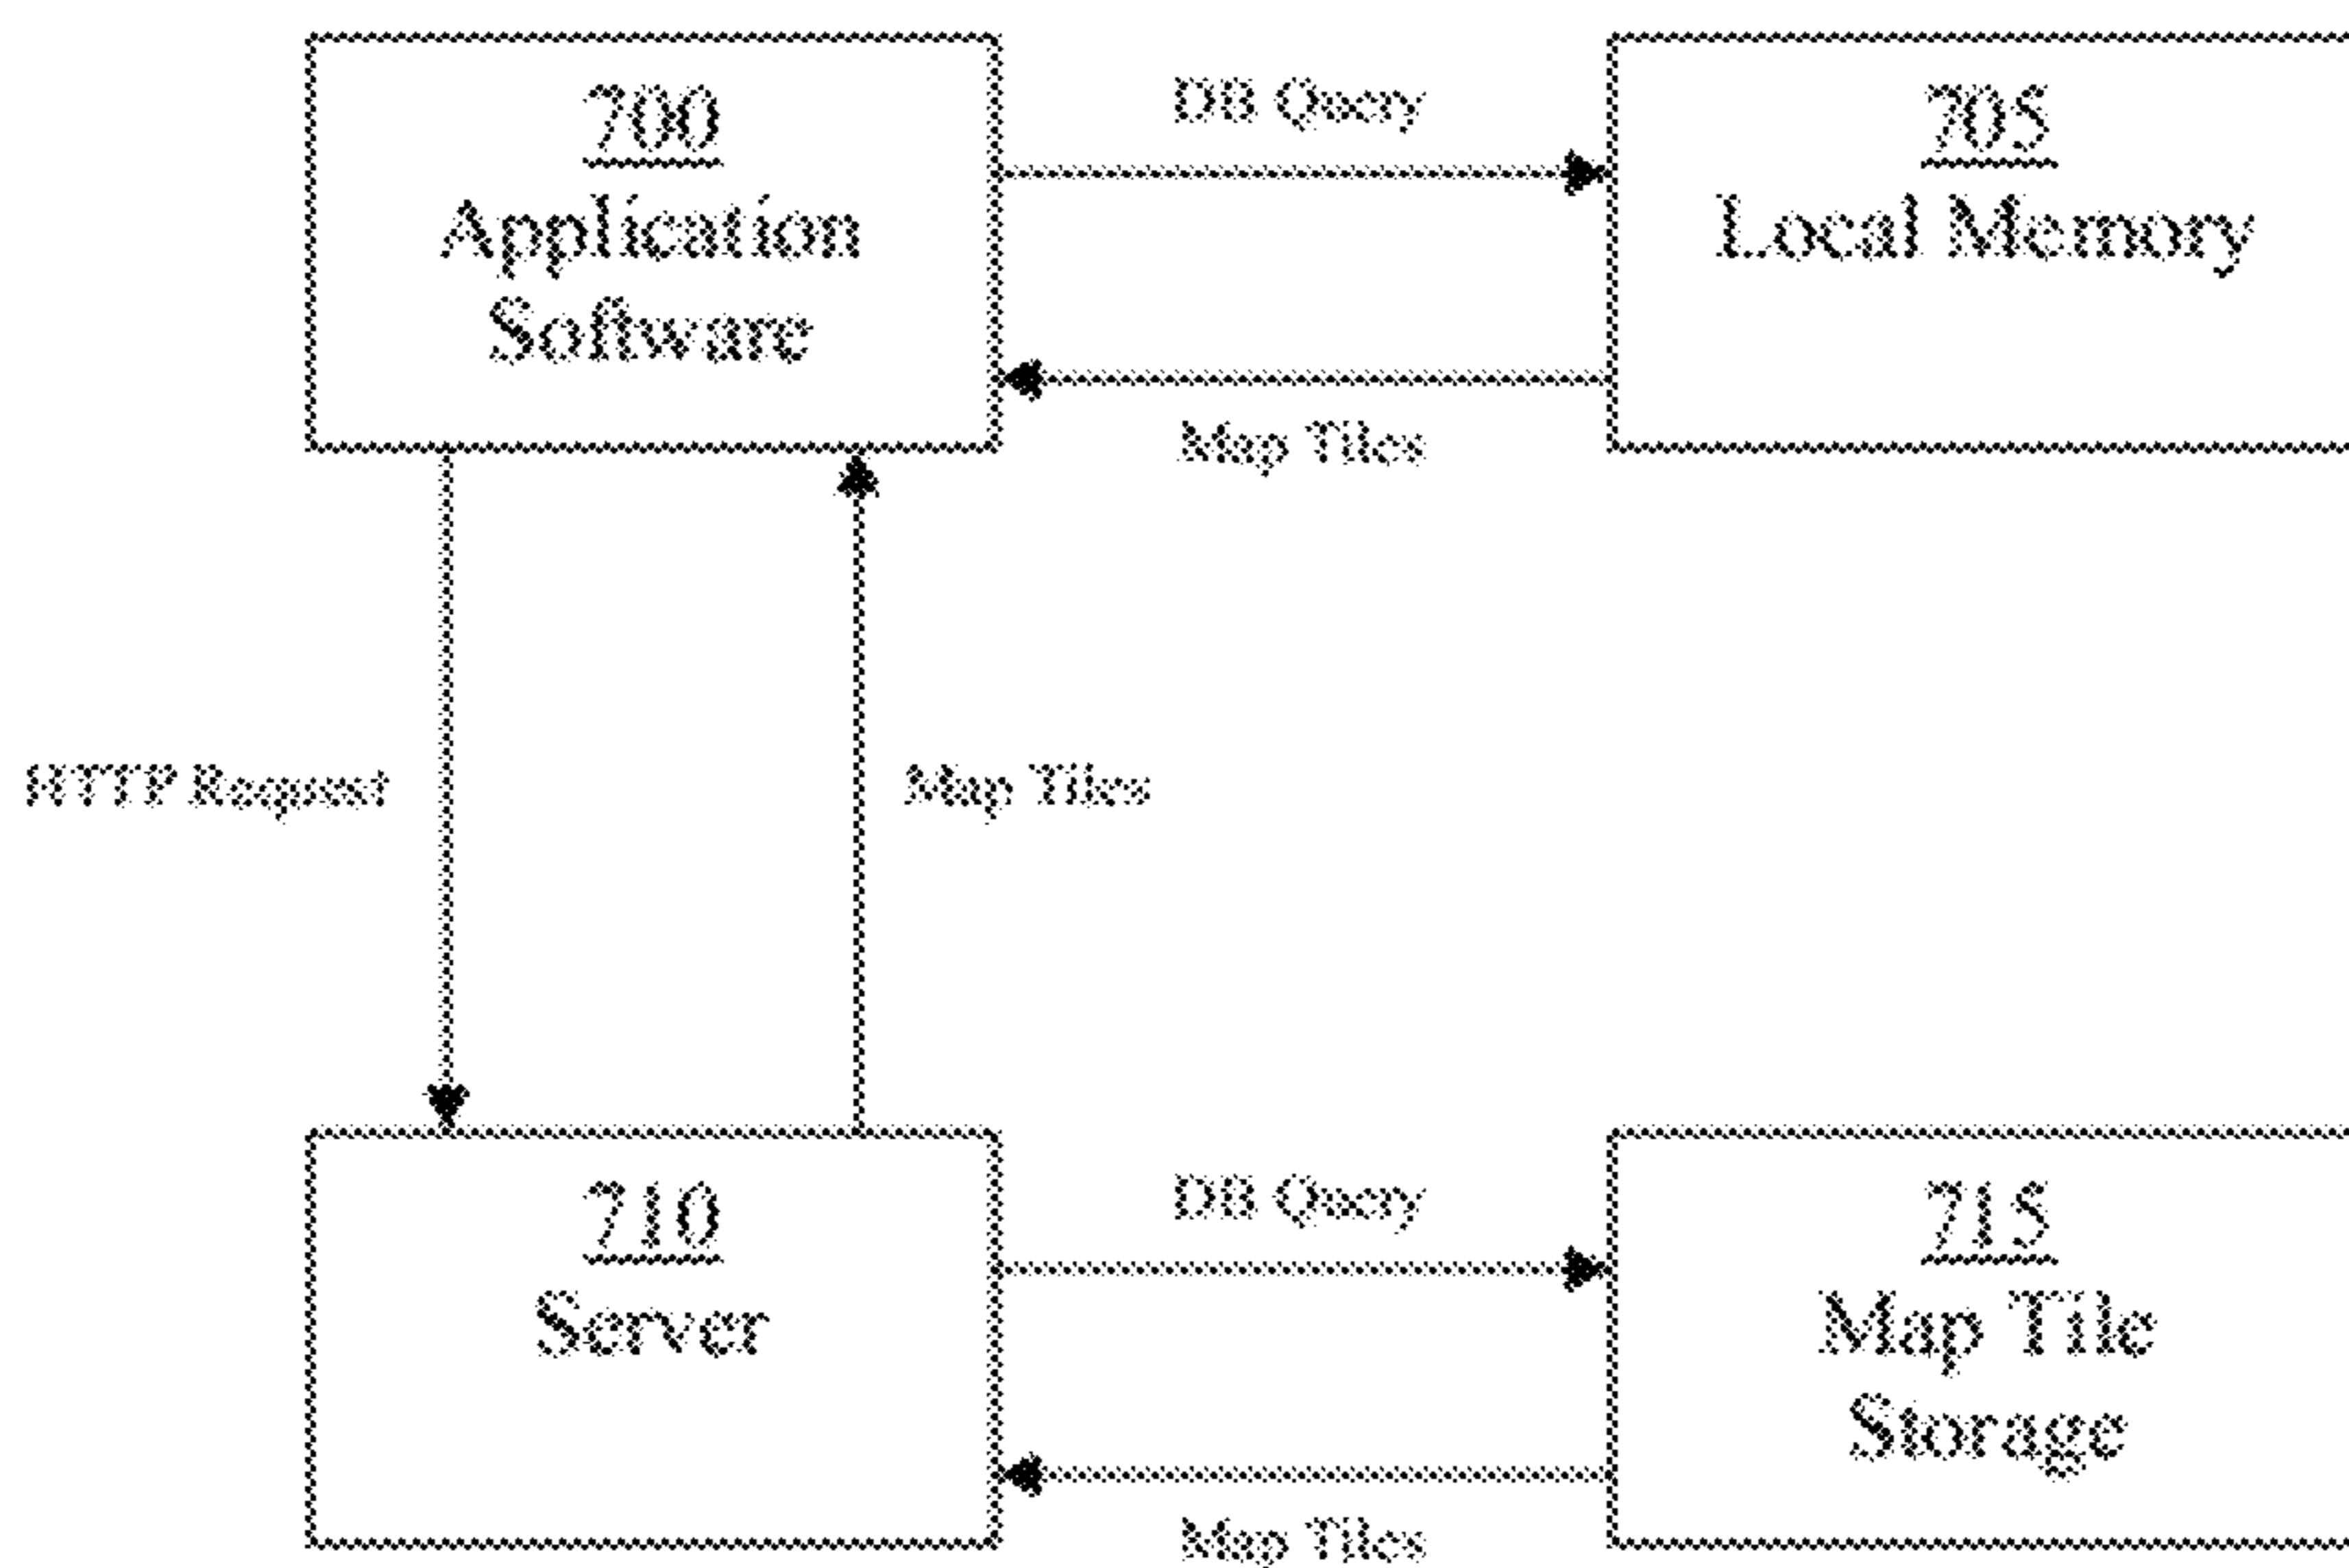 700
Application
Software
DB Query
705
Local Memory
Map Tiles
HTTP Request
Map Tiles
710
Server
DB Query
715
Map Tile
Storage
Map Tiles